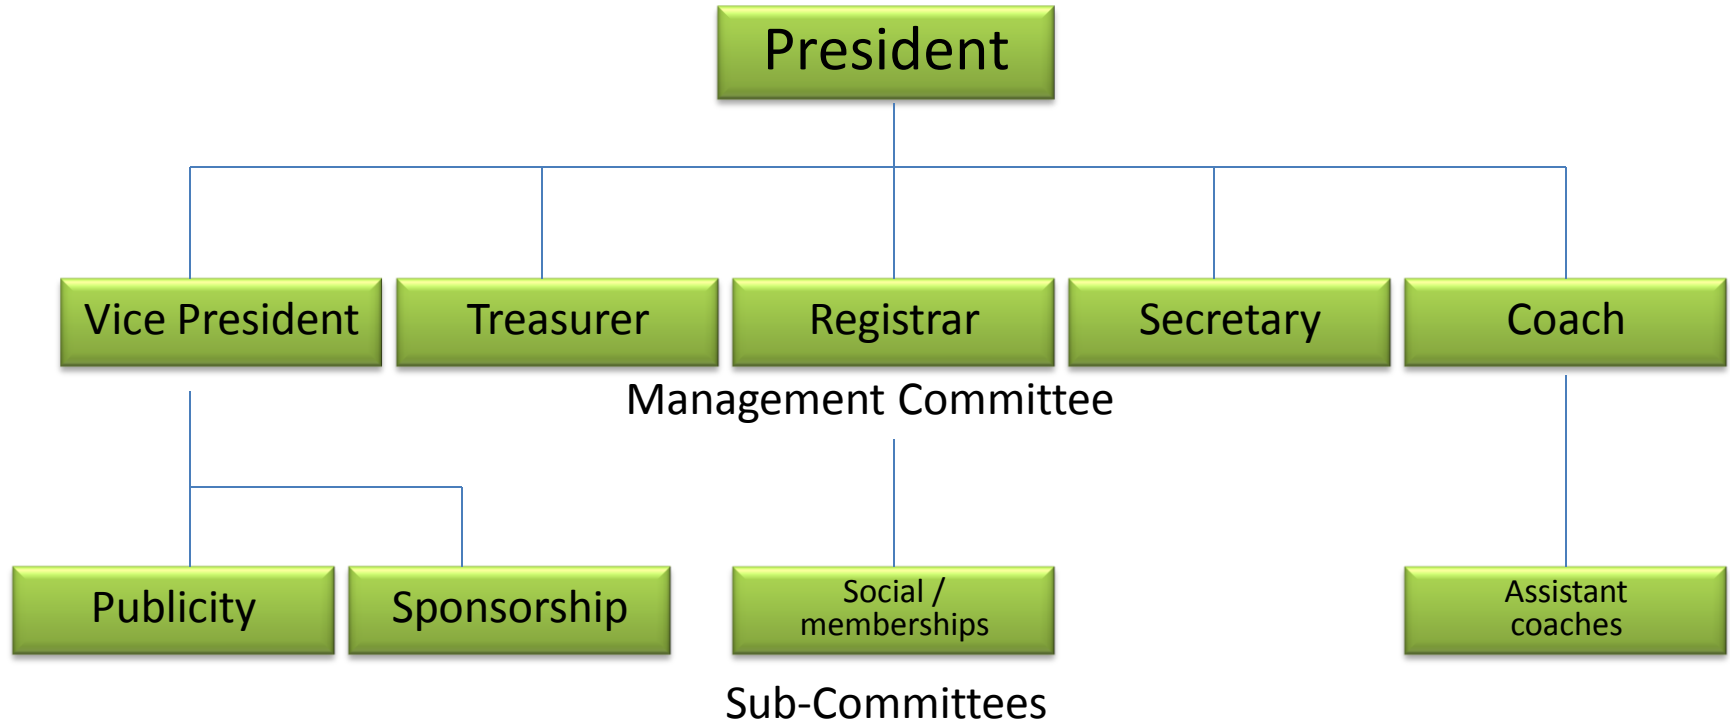 President
Vice President
Treasurer
Registrar
Secretary
Coach
Management Committee
Publicity
Sponsorship
Social /
memberships
Assistant
coaches
Sub-Committees